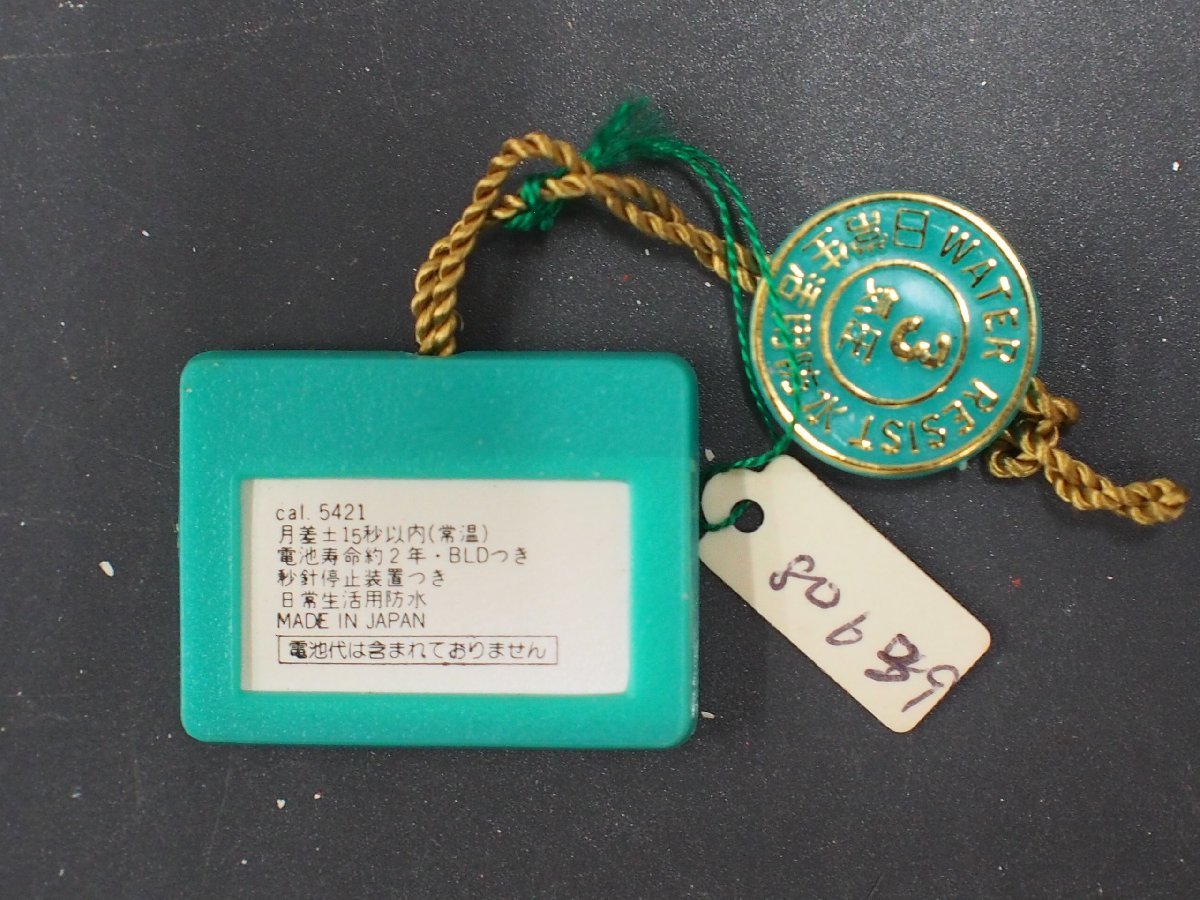 cal. 5421
月差±15秒以内(常温)
電池寿命約2年・BLDつき
秒針停止装置つき
日常生活用防水
MADE IN JAPAN
電池代は含まれておりません
WATER RESIST
日常生活用防水
3
気圧